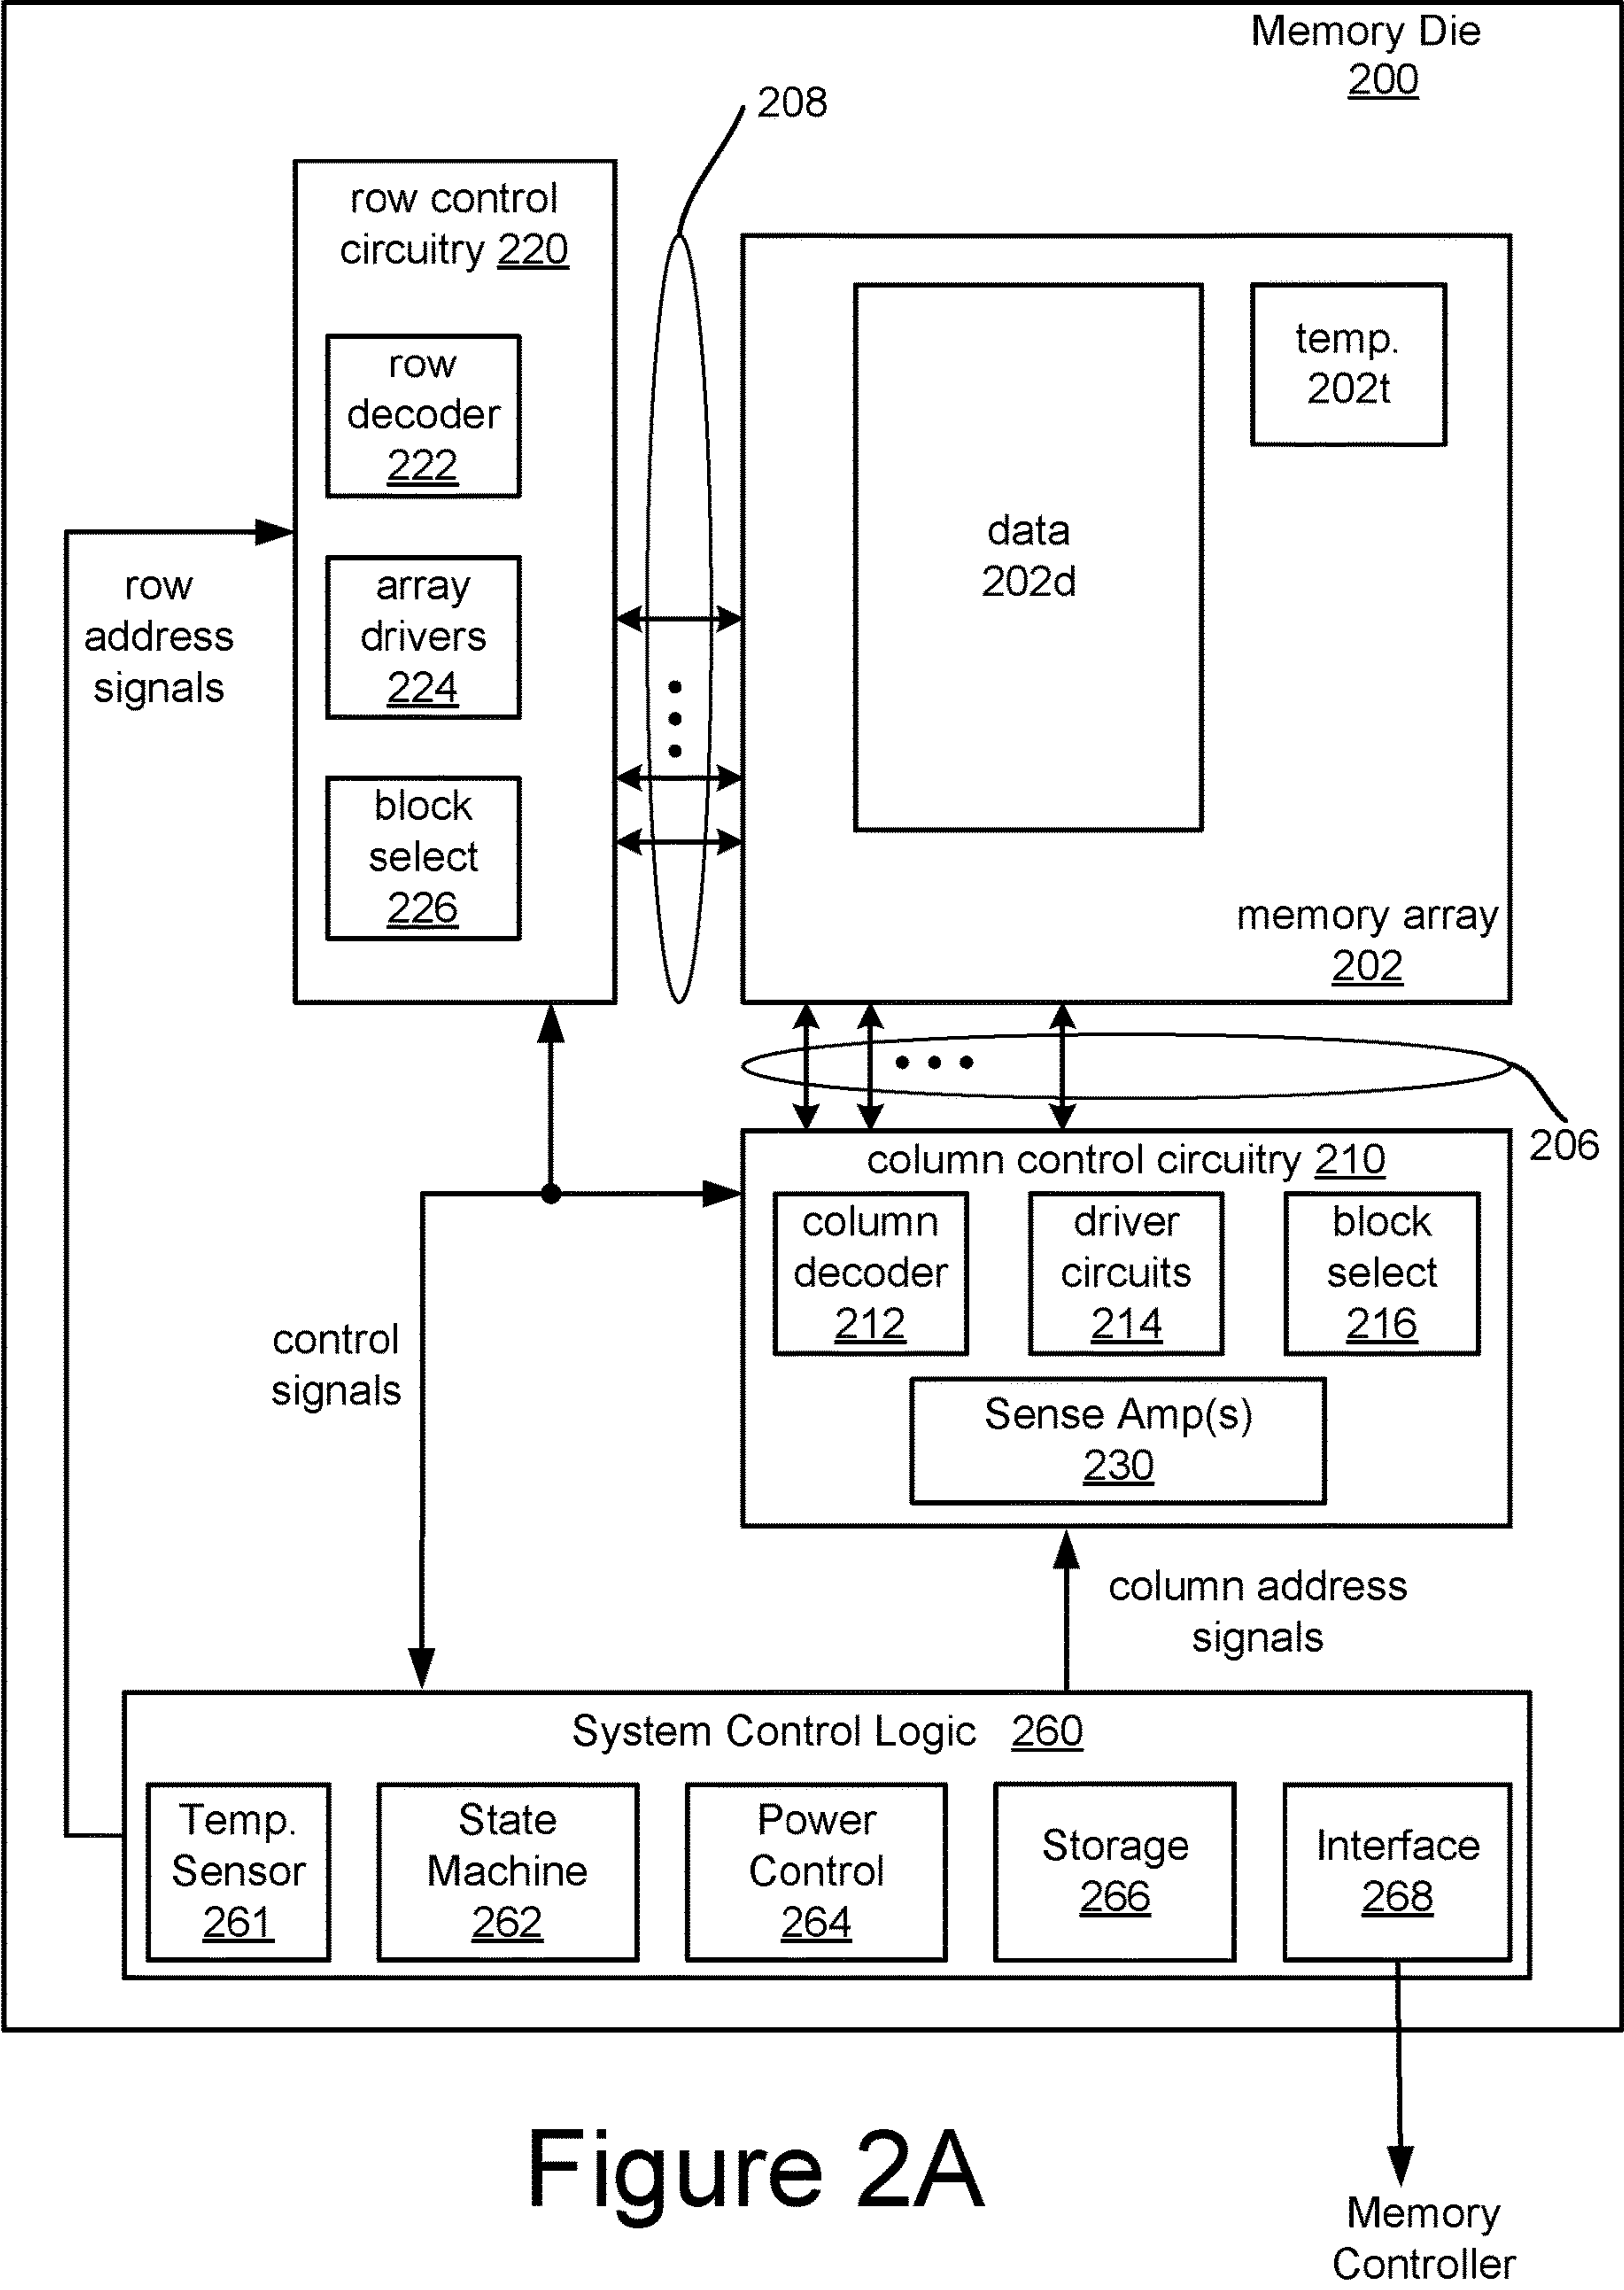 Memory Die
200
208
row control
circuitry 220
row
decoder
222
array
drivers
224
block
select
226
row
address
signals
data
202d
temp.
202t
memory array
202
206
column control circuitry 210
column
decoder
212
driver
circuits
214
block
select
216
Sense Amp(s)
230
control
signals
column address
signals
System Control Logic 260
Temp.
Sensor
261
State
Machine
262
Power
Control
264
Storage
266
Interface
268
Figure 2A
Memory
Controller